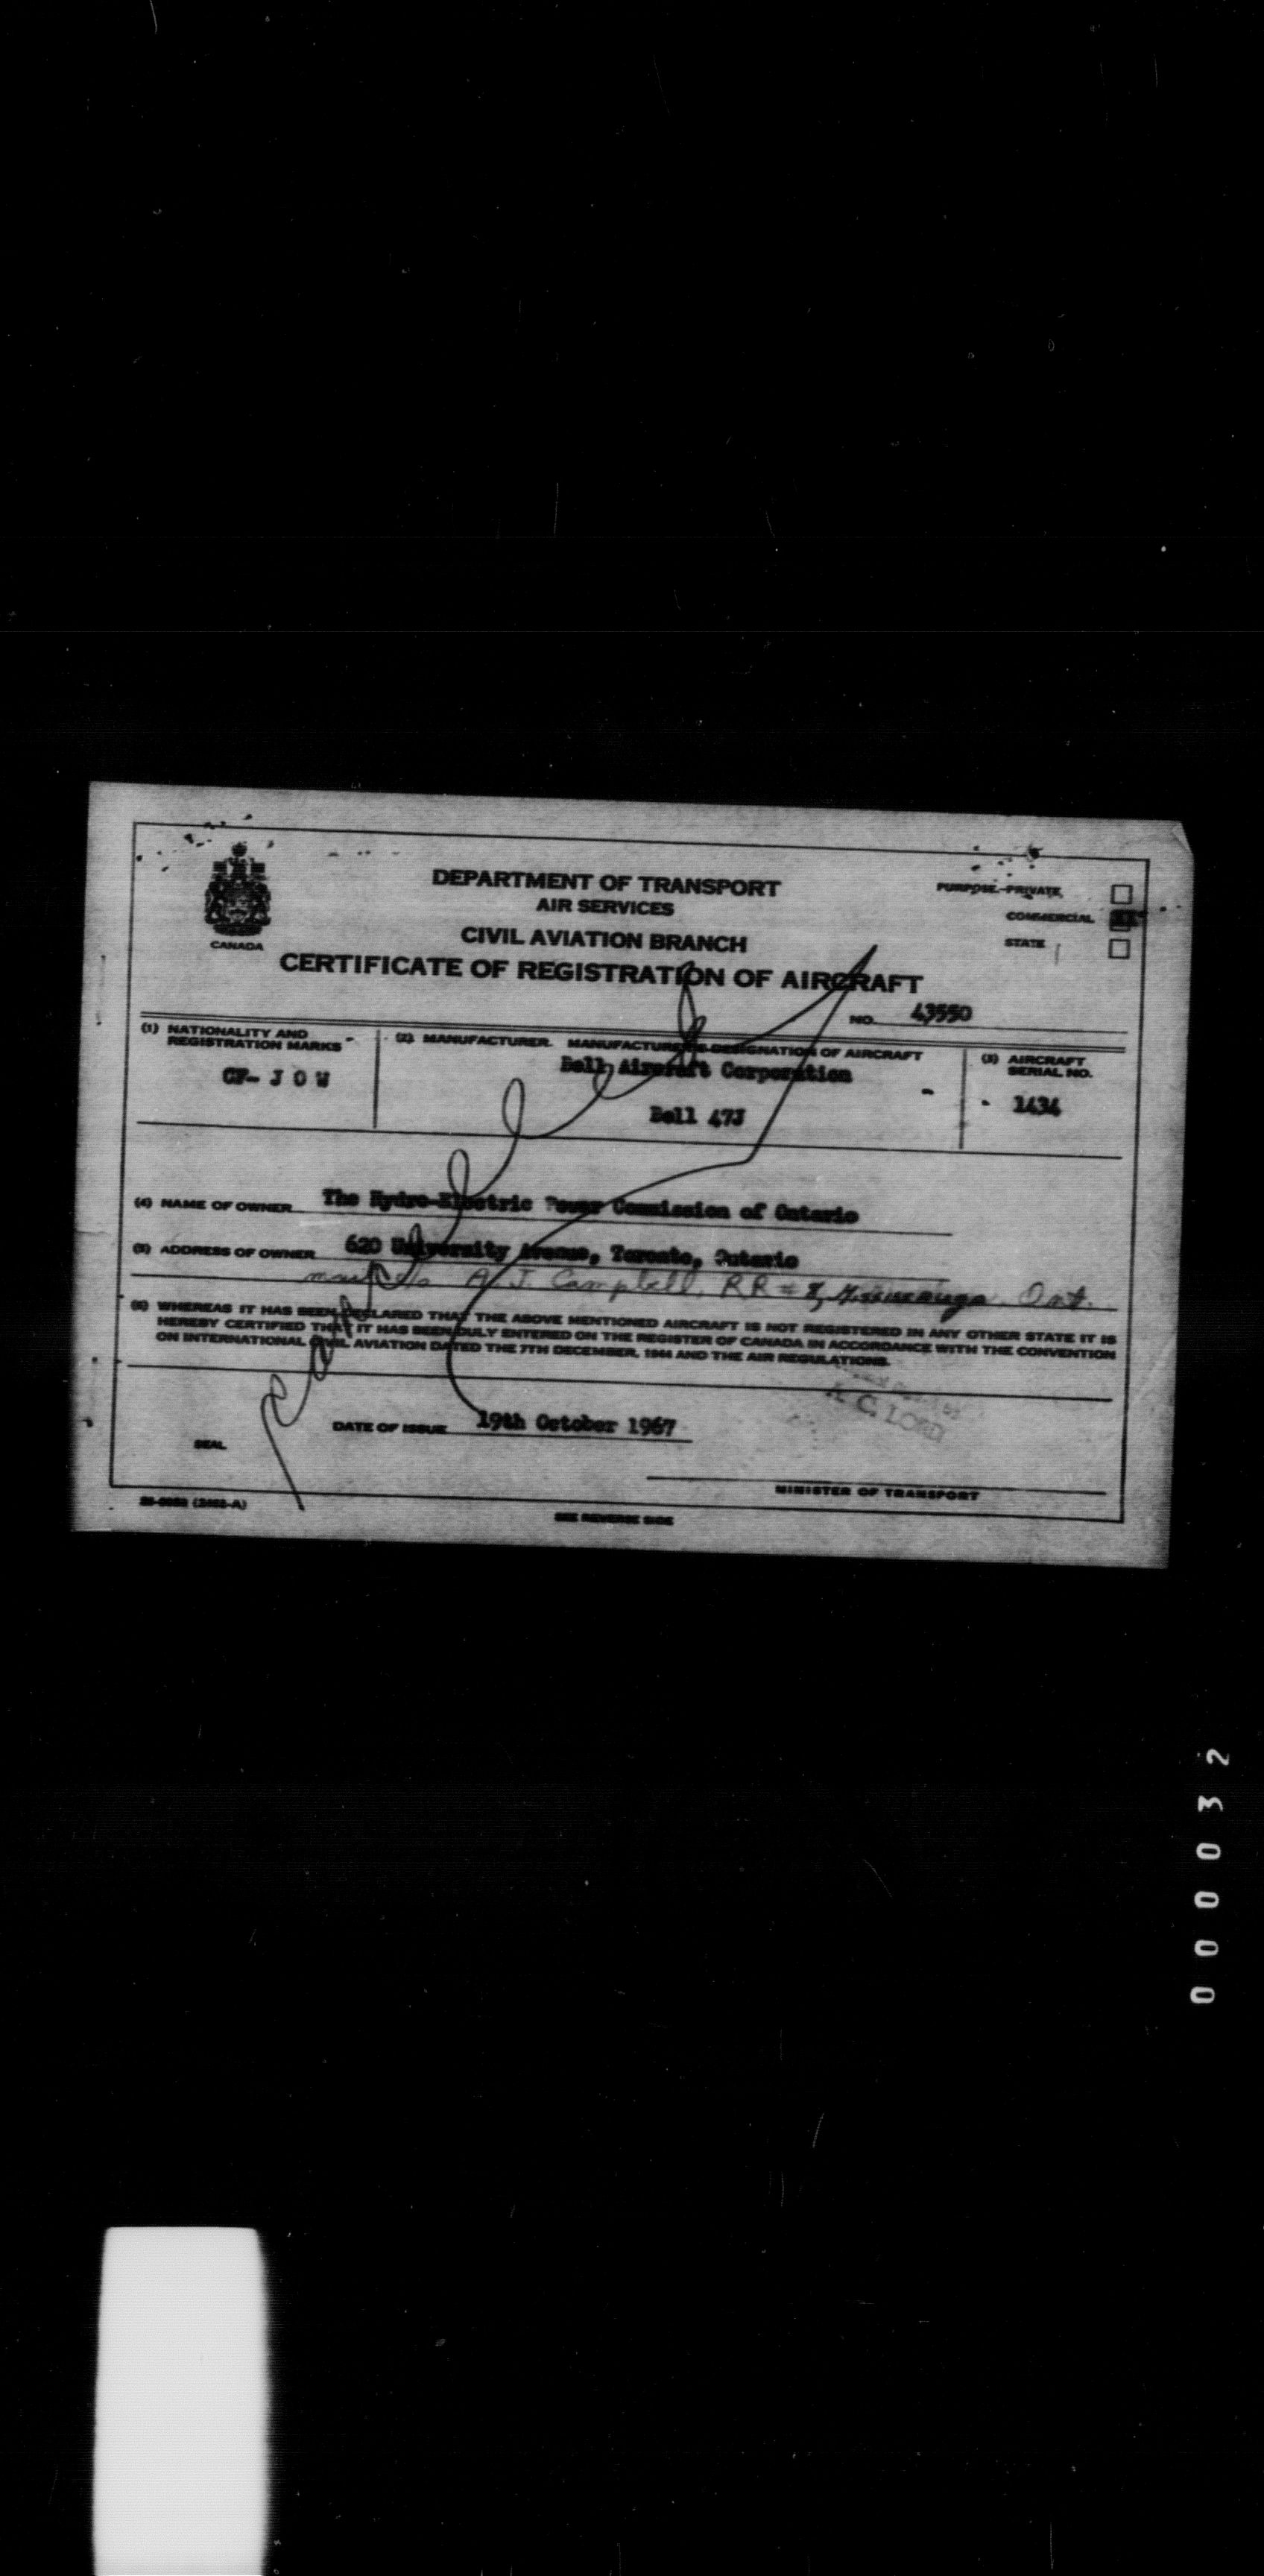 CANADA
DEPARTMENT OF TRANSPORT
AIR SERVICES
CIVIL AVIATION BRANCH
CERTIFICATE OF REGISTRATION OF AIRCRAFT
PURPOSE.-PRIVATE
COMMERCIAL
STATE
NO. 43550
(1) NATIONALITY AND REGISTRATION MARKS
CF- J O W
(2) MANUFACTURER. MANUFACTURER'S DESIGNATION OF AIRCRAFT
Bell Aircraft Corporation
Bell 47J
(3) AIRCRAFT SERIAL NO.
1434
(4) NAME OF OWNER The Hydro-Electric Power Commission of Ontario
(5) ADDRESS OF OWNER 620 University Avenue, Toronto, Ontario
A J. Campbell, RR # 8, Mississauga, Ont.
(6) WHEREAS IT HAS BEEN DECLARED THAT THE ABOVE MENTIONED AIRCRAFT IS NOT REGISTERED IN ANY OTHER STATE IT IS
HEREBY CERTIFIED THAT IT HAS BEEN DULY ENTERED ON THE REGISTER OF CANADA IN ACCORDANCE WITH THE CONVENTION
ON INTERNATIONAL CIVIL AVIATION DATED THE 7TH DECEMBER, 1944 AND THE AIR REGULATIONS.
C. LORD
DATE OF ISSUE 19th October 1967
SEAL
MINISTER OF TRANSPORT
SEE REVERSE SIDE
Cancelled
000032